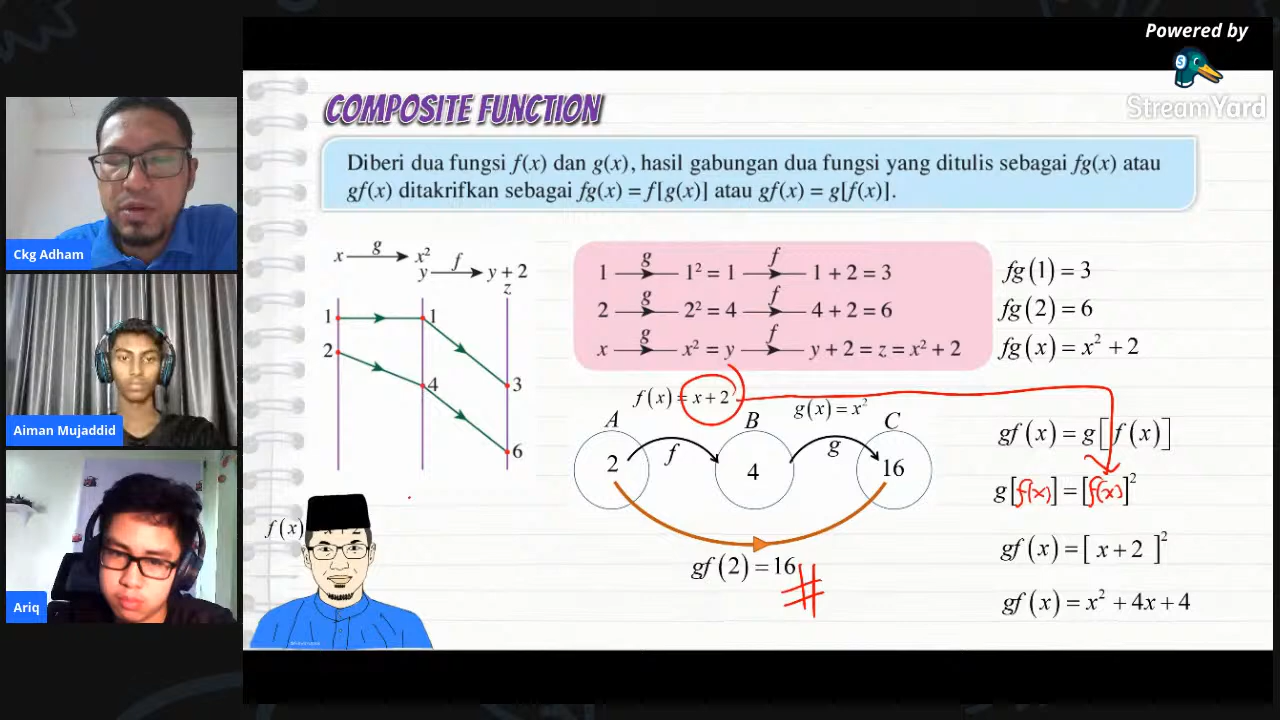 Powered by
StreamYard
COMPOSITE FUNCTION
Diberi dua fungsi f(x) dan g(x), hasil gabungan dua fungsi yang ditulis sebagai fg(x) atau
gf(x) ditakrifkan sebagai fg(x) = f[g(x)] atau gf(x) = g[f(x)].
Ckg Adham
Aiman Mujaddid
Ariq
x g x²
y f y + 2
z
1 1
2
4 3
6
1 g 1² = 1 f 1 + 2 = 3
2 g 2² = 4 f 4 + 2 = 6
x g x² = y f y + 2 = z = x² + 2
fg(1) = 3
fg(2) = 6
fg(x) = x² + 2
f(x) = x + 2
g(x) = x²
A B C
2 f 4 g 16
gf(2) = 16
f(x)
gf(x) = g[f(x)]
g[f(x)] = [f(x)]²
gf(x) = [x+2]²
gf(x) = x² + 4x + 4